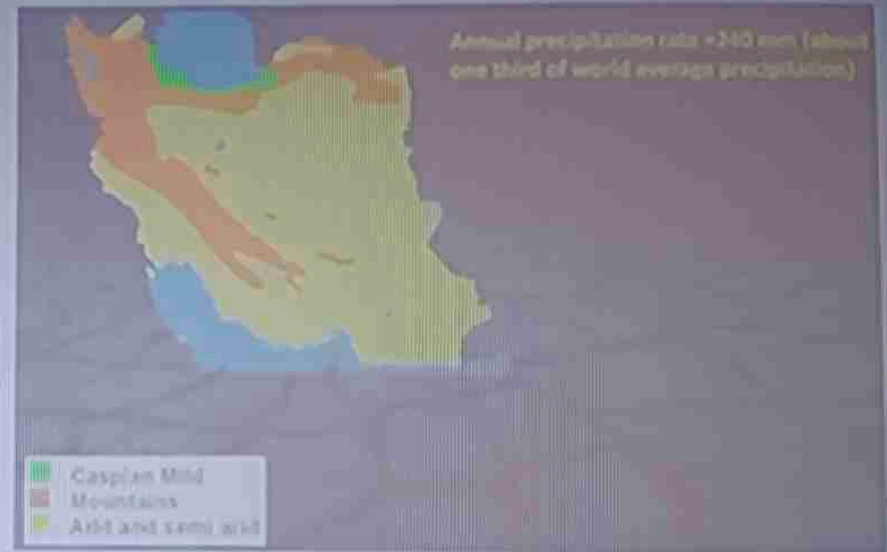 Annual precipitation rate =240 mm (about
one third of world average precipitation)
Caspian Mild
Mountains
Arid and semi arid